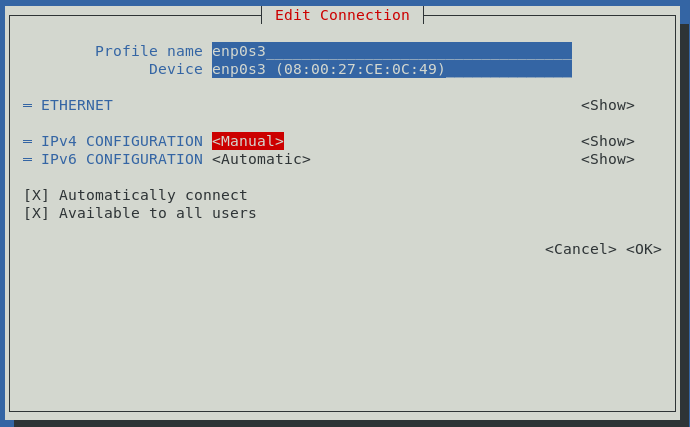 Edit Connection
Profile name enp0s3
Device enp0s3 (08:00:27:CE:0C:49)
= ETHERNET <Show>
= IPv4 CONFIGURATION <Manual> <Show>
= IPv6 CONFIGURATION <Automatic> <Show>
[X] Automatically connect
[X] Available to all users
<Cancel> <OK>